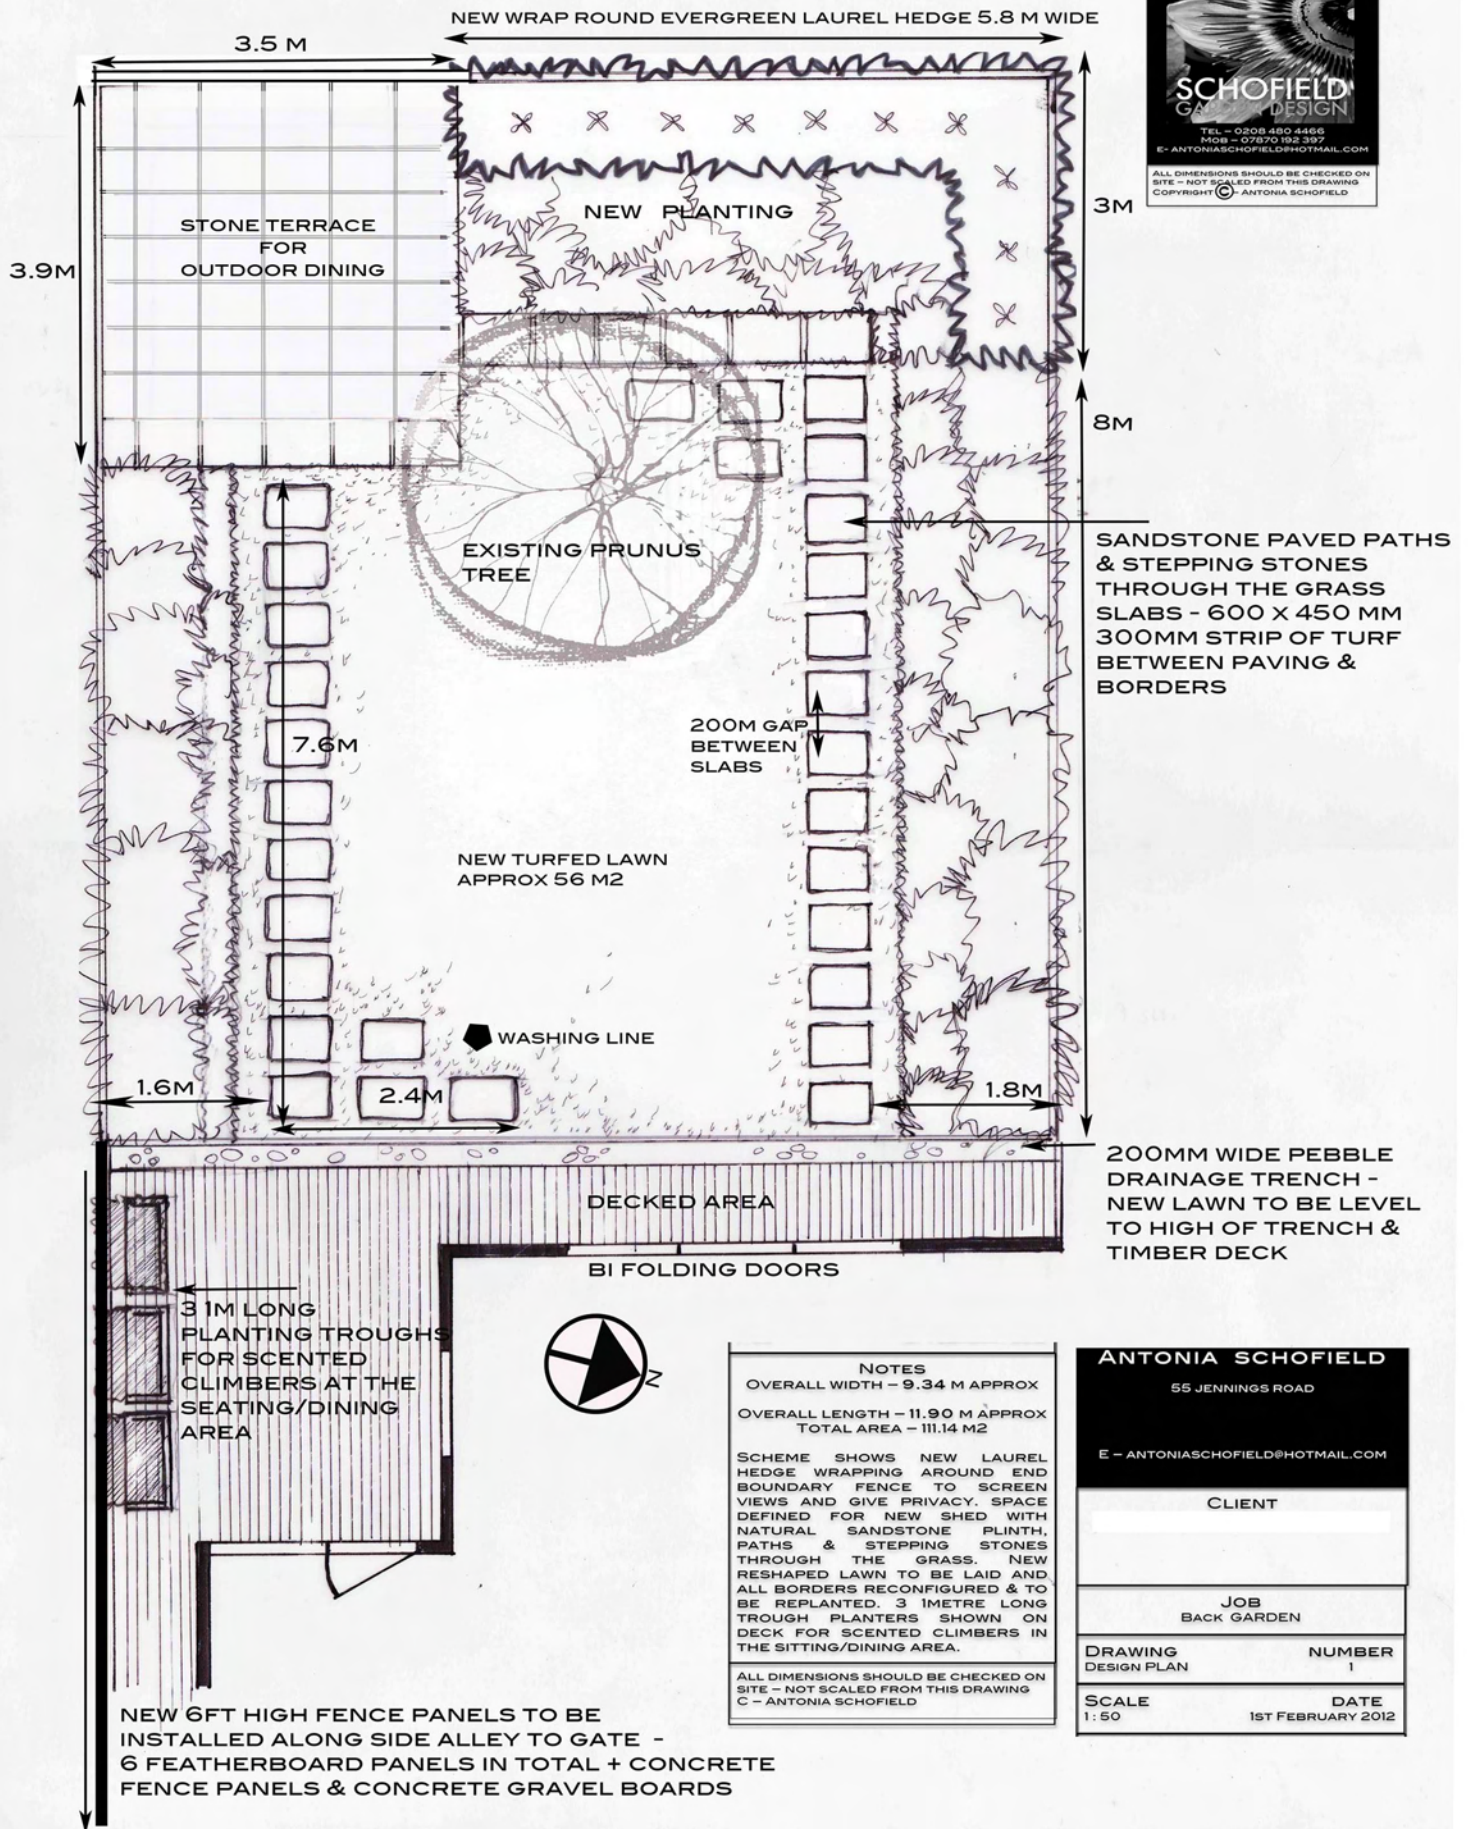 NEW WRAP ROUND EVERGREEN LAUREL HEDGE 5.8 M WIDE
3.5 M
SCHOFIELD
GARDEN DESIGN
TEL – 0208 480 4466
MOB – 07870 192 397
E- ANTONIASCHOFIELD@HOTMAIL.COM
ALL DIMENSIONS SHOULD BE CHECKED ON
SITE – NOT SCALED FROM THIS DRAWING
COPYRIGHT © - ANTONIA SCHOFIELD
3M
NEW PLANTING
STONE TERRACE
FOR
OUTDOOR DINING
3.9M
8M
SANDSTONE PAVED PATHS
& STEPPING STONES
THROUGH THE GRASS
SLABS - 600 X 450 MM
300MM STRIP OF TURF
BETWEEN PAVING &
BORDERS
EXISTING PRUNUS
TREE
7.6M
200M GAP
BETWEEN
SLABS
NEW TURFED LAWN
APPROX 56 M2
WASHING LINE
1.6M
2.4M
1.8M
200MM WIDE PEBBLE
DRAINAGE TRENCH -
NEW LAWN TO BE LEVEL
TO HIGH OF TRENCH &
TIMBER DECK
DECKED AREA
BI FOLDING DOORS
3 1M LONG
PLANTING TROUGHS
FOR SCENTED
CLIMBERS AT THE
SEATING/DINING
AREA
N
NOTES
OVERALL WIDTH – 9.34 M APPROX
OVERALL LENGTH – 11.90 M APPROX
TOTAL AREA – 111.14 M2
SCHEME SHOWS NEW LAUREL
HEDGE WRAPPING AROUND END
BOUNDARY FENCE TO SCREEN
VIEWS AND GIVE PRIVACY. SPACE
DEFINED FOR NEW SHED WITH
NATURAL SANDSTONE PLINTH,
PATHS & STEPPING STONES
THROUGH THE GRASS. NEW
RESHAPED LAWN TO BE LAID AND
ALL BORDERS RECONFIGURED & TO
BE REPLANTED. 3 1METRE LONG
TROUGH PLANTERS SHOWN ON
DECK FOR SCENTED CLIMBERS IN
THE SITTING/DINING AREA.
ALL DIMENSIONS SHOULD BE CHECKED ON
SITE – NOT SCALED FROM THIS DRAWING
C – ANTONIA SCHOFIELD
ANTONIA SCHOFIELD
55 JENNINGS ROAD
E – ANTONIASCHOFIELD@HOTMAIL.COM
CLIENT
JOB
BACK GARDEN
DRAWING NUMBER
DESIGN PLAN 1
SCALE DATE
1:50 1ST FEBRUARY 2012
NEW 6FT HIGH FENCE PANELS TO BE
INSTALLED ALONG SIDE ALLEY TO GATE -
6 FEATHERBOARD PANELS IN TOTAL + CONCRETE
FENCE PANELS & CONCRETE GRAVEL BOARDS